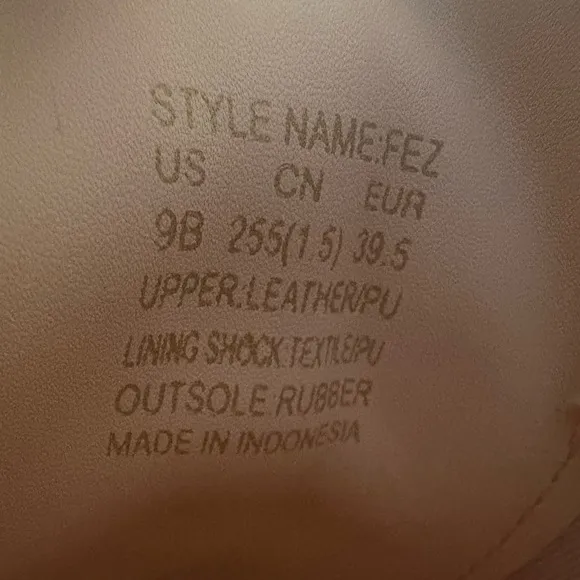 STYLE NAME:FEZ
US CN EUR
9B 255(1.5) 39.5
UPPER:LEATHER/PU
LINING SHOCK:TEXTILE/PU
OUTSOLE:RUBBER
MADE IN INDONESIA